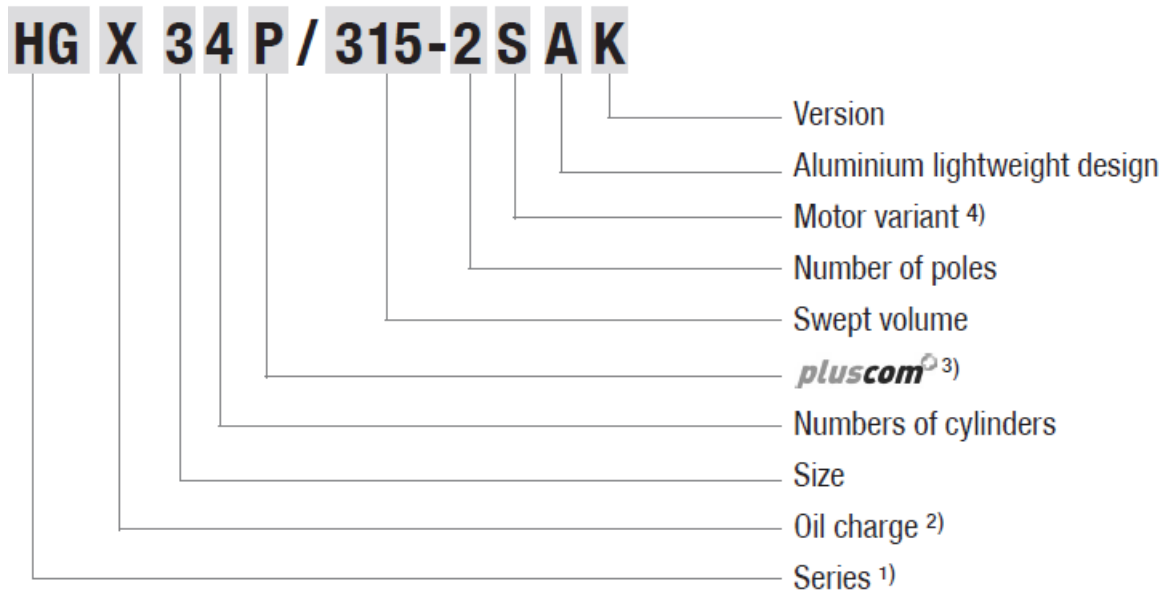 HG X 3 4 P / 315-2 S A K
Version
Aluminium lightweight design
Motor variant 4)
Number of poles
Swept volume
pluscom 3)
Numbers of cylinders
Size
Oil charge 2)
Series 1)